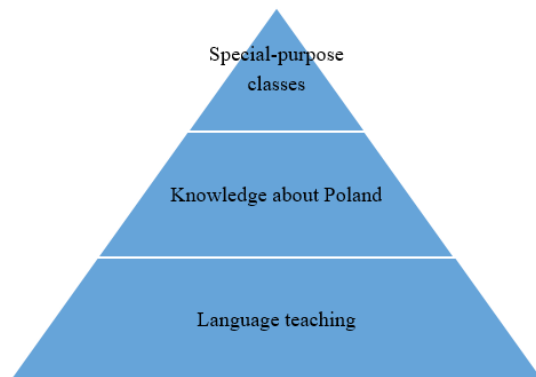 Special-purpose
classes
Knowledge about Poland
Language teaching